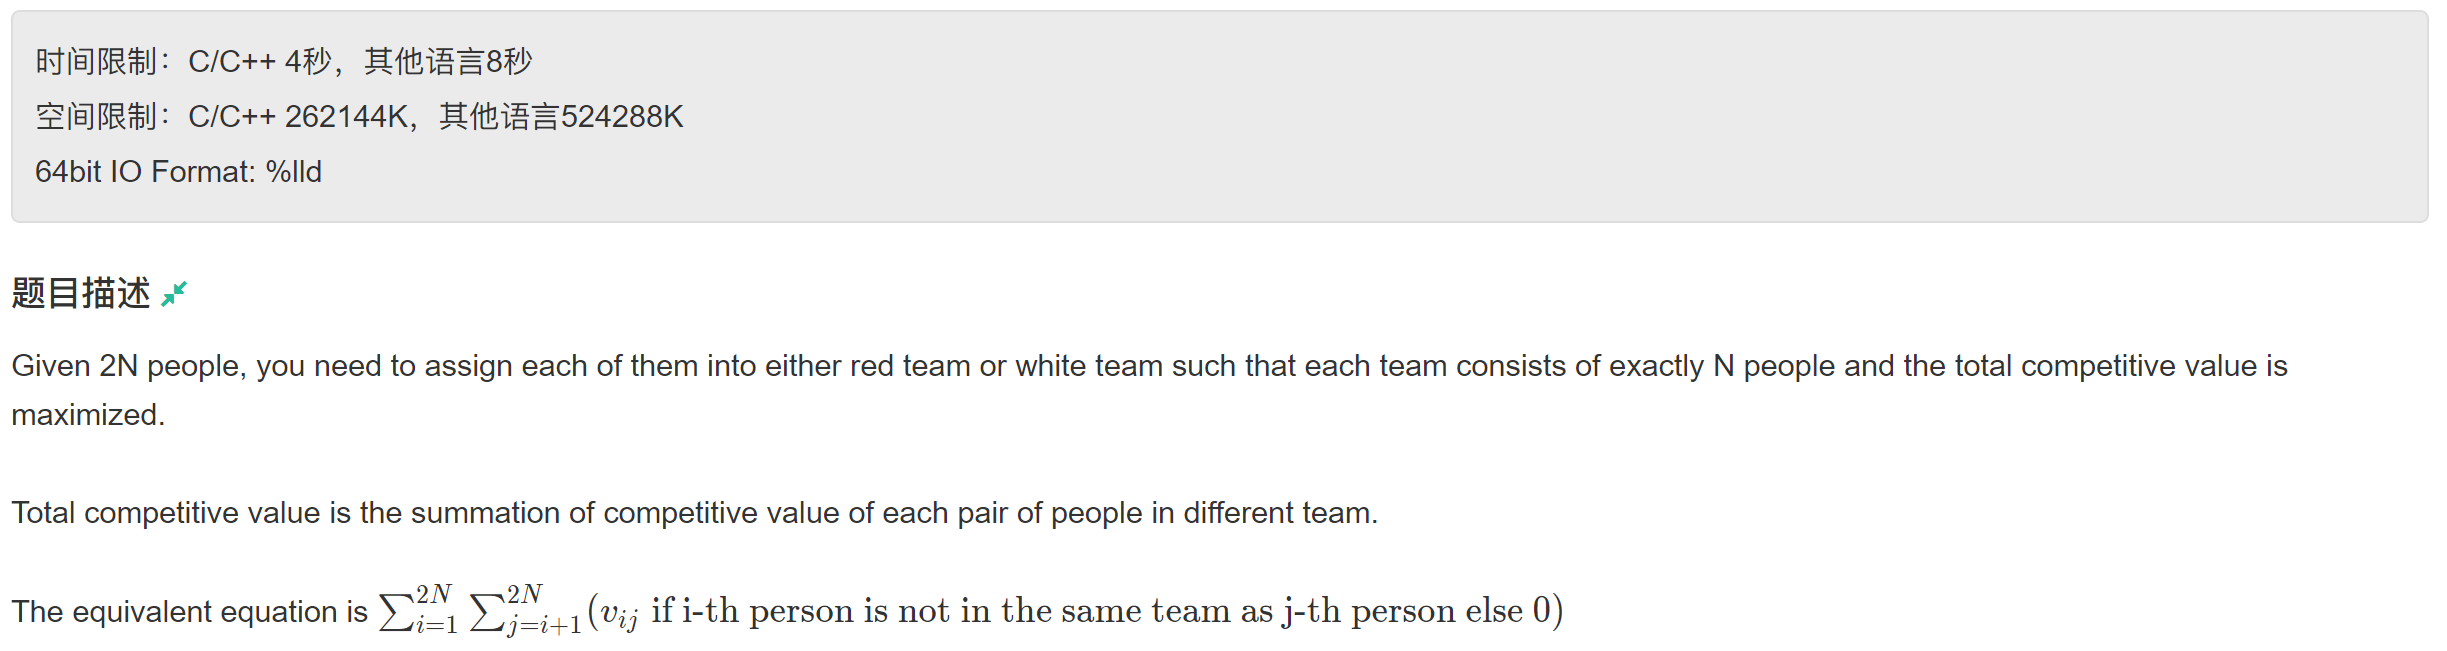 时间限制：C/C++ 4秒，其他语言8秒
空间限制：C/C++ 262144K，其他语言524288K
64bit IO Format: %lld
题目描述
Given 2N people, you need to assign each of them into either red team or white team such that each team consists of exactly N people and the total competitive value is
maximized.
Total competitive value is the summation of competitive value of each pair of people in different team.
The equivalent equation is $\sum_{i=1}^{2N} \sum_{j=i+1}^{2N} (v_{ij} \text{ if i-th person is not in the same team as j-th person else } 0)$